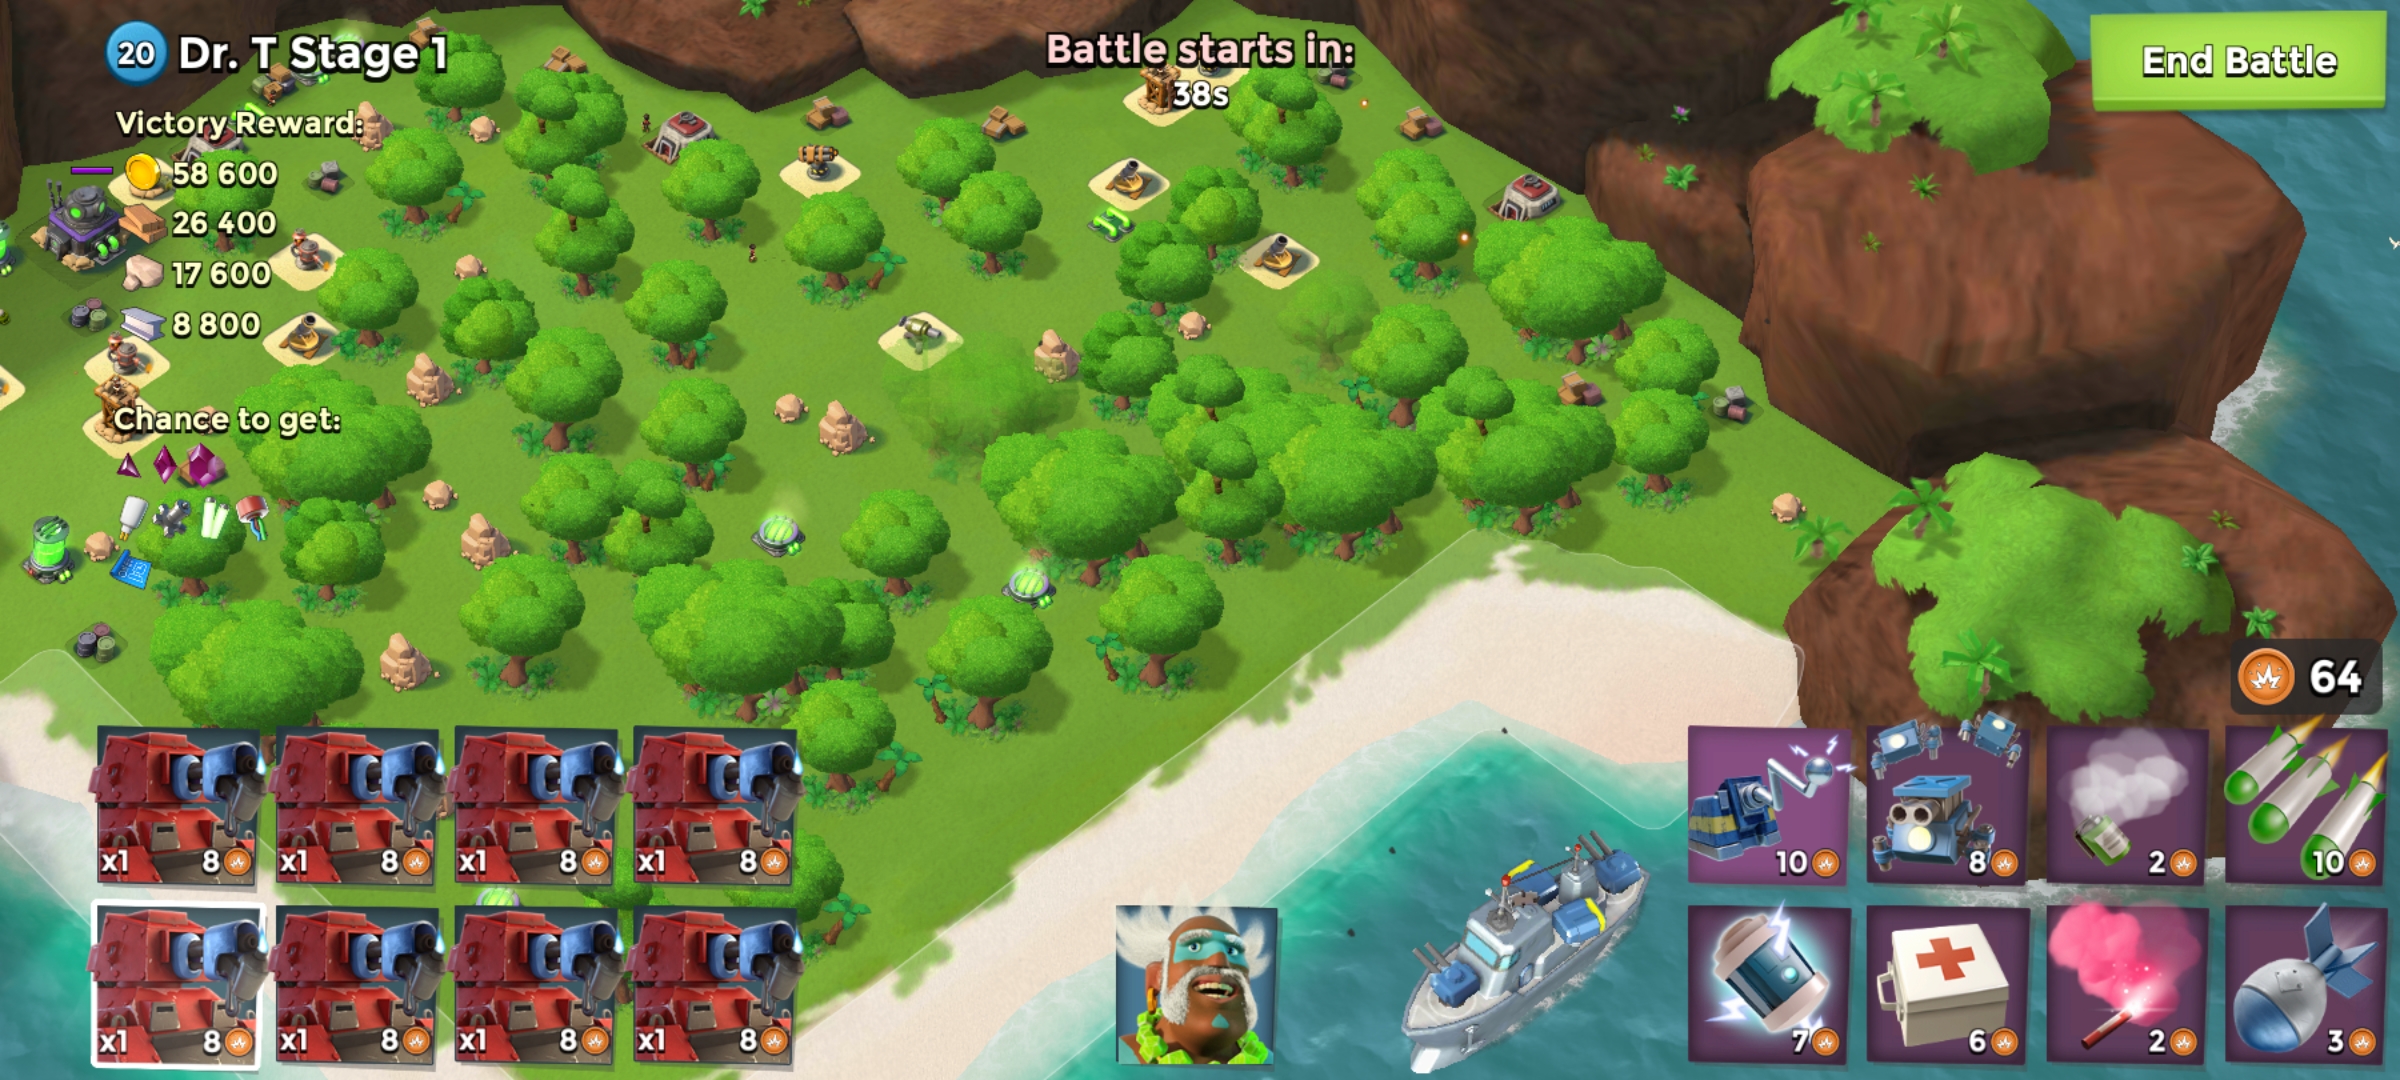 20 Dr. T Stage 1
Battle starts in:
38s
End Battle
Victory Reward:
58 600
26 400
17 600
8 800
Chance to get:
64
x1 8
x1 8
x1 8
x1 8
10
8
2
10
x1 8
x1 8
x1 8
x1 8
7
6
2
3